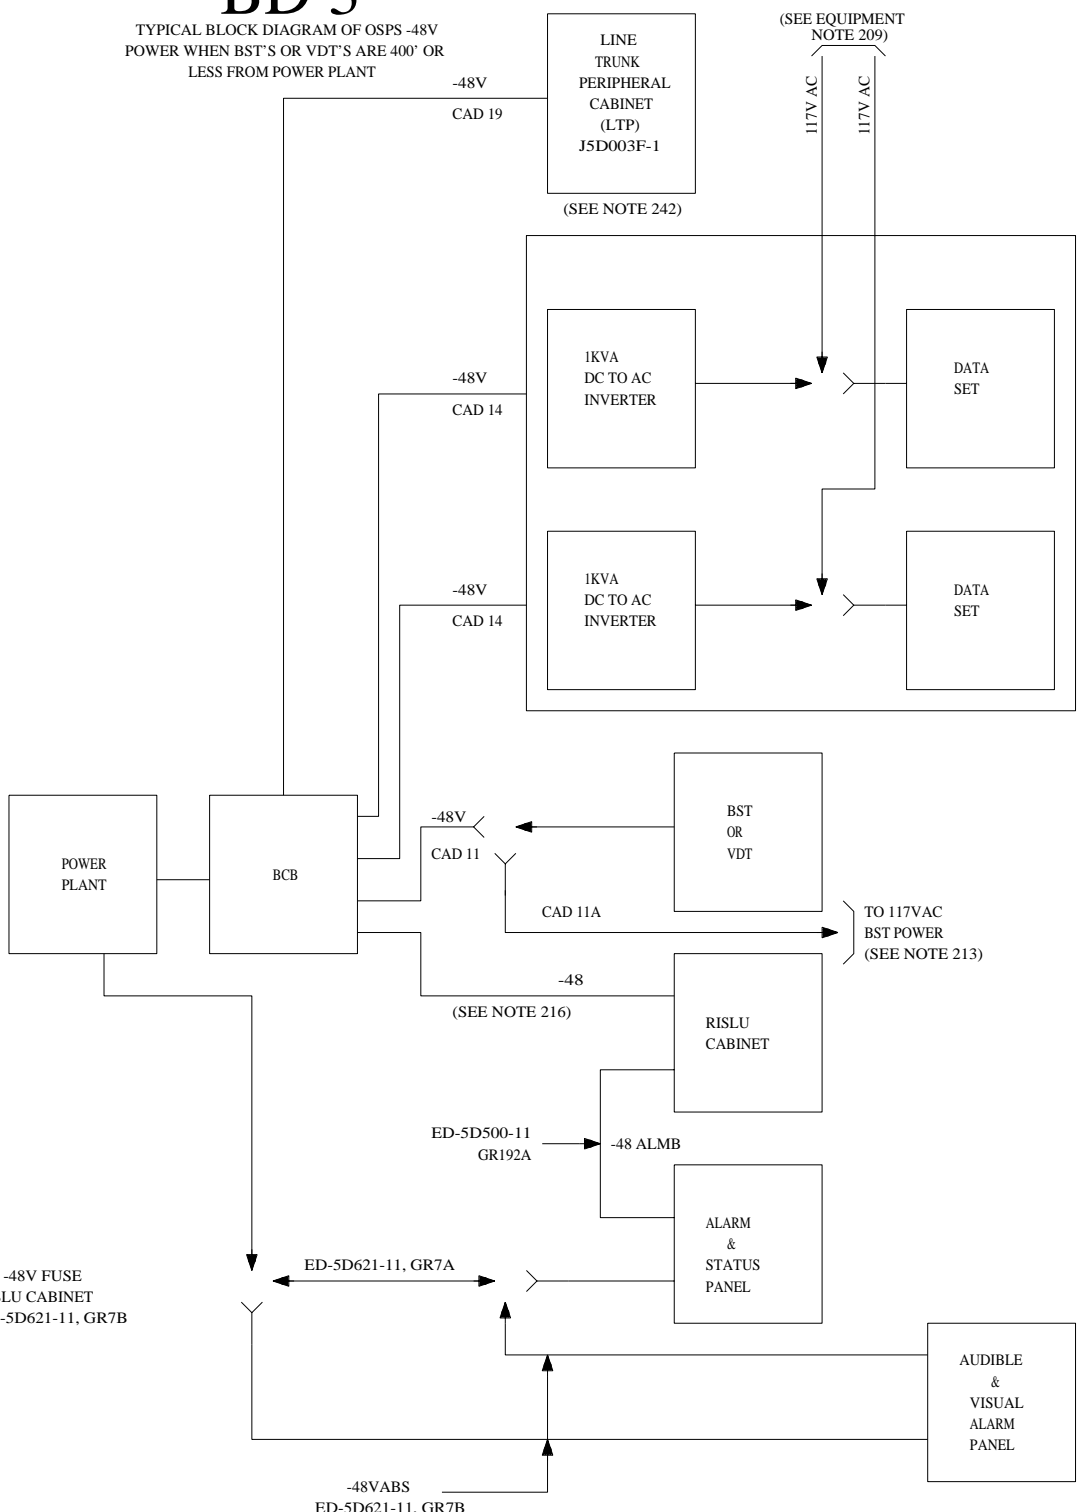 BD 5
TYPICAL BLOCK DIAGRAM OF OSPS -48V
POWER WHEN BST'S OR VDT'S ARE 400' OR
LESS FROM POWER PLANT
(SEE EQUIPMENT
NOTE 209)
117V AC
117V AC
LINE
TRUNK
PERIPHERAL
CABINET
(LTP)
J5D003F-1
(SEE NOTE 242)
-48V
CAD 19
1KVA
DC TO AC
INVERTER
DATA
SET
-48V
CAD 14
1KVA
DC TO AC
INVERTER
DATA
SET
-48V
CAD 14
POWER
PLANT
BCB
-48V
CAD 11
BST
OR
VDT
CAD 11A
TO 117VAC
BST POWER
(SEE NOTE 213)
-48
(SEE NOTE 216)
RISLU
CABINET
ED-5D500-11
GR192A
-48 ALMB
ALARM
&
STATUS
PANEL
ED-5D621-11, GR7A
-48V FUSE
LU CABINET
-5D621-11, GR7B
AUDIBLE
&
VISUAL
ALARM
PANEL
-48VABS
ED-5D621-11, GR7B